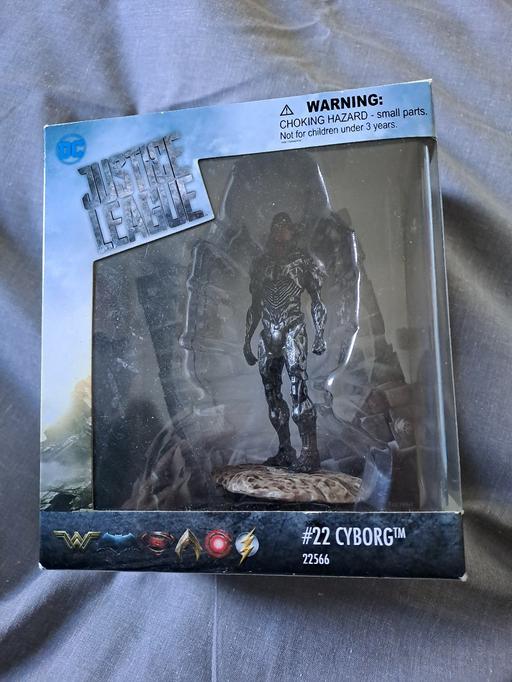 ⚠ WARNING:
CHOKING HAZARD - small parts.
Not for children under 3 years.
DC
JUSTICE
LEAGUE
#22 CYBORG™
22566